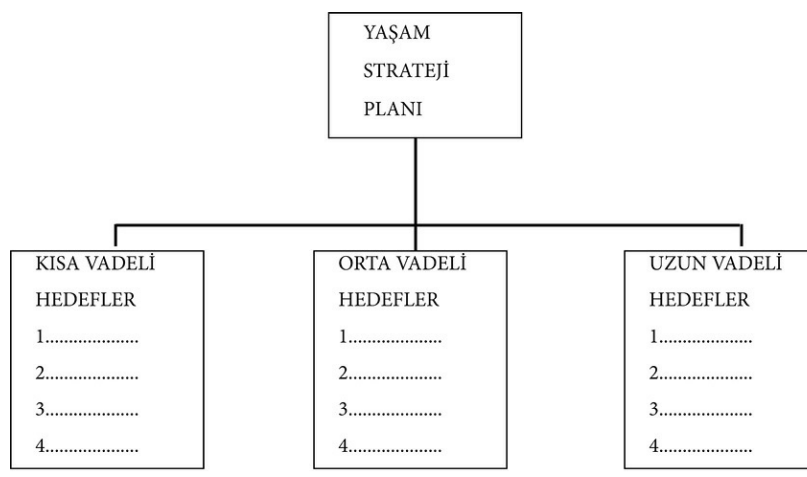 YAŞAM
STRATEJİ
PLANI
KISA VADELİ
HEDEFLER
1.....................
2.....................
3.....................
4.....................
ORTA VADELİ
HEDEFLER
1.....................
2.....................
3.....................
4.....................
UZUN VADELİ
HEDEFLER
1.....................
2.....................
3.....................
4.....................